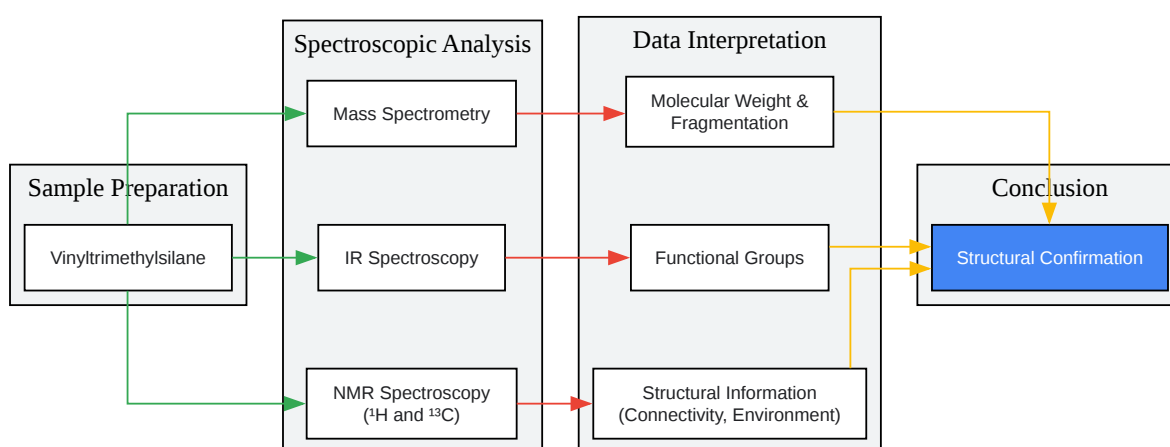 Sample Preparation
Vinyltrimethylsilane
Spectroscopic Analysis
Mass Spectrometry
IR Spectroscopy
NMR Spectroscopy
(¹H and ¹³C)
Data Interpretation
Molecular Weight &
Fragmentation
Functional Groups
Structural Information
(Connectivity, Environment)
Conclusion
Structural Confirmation